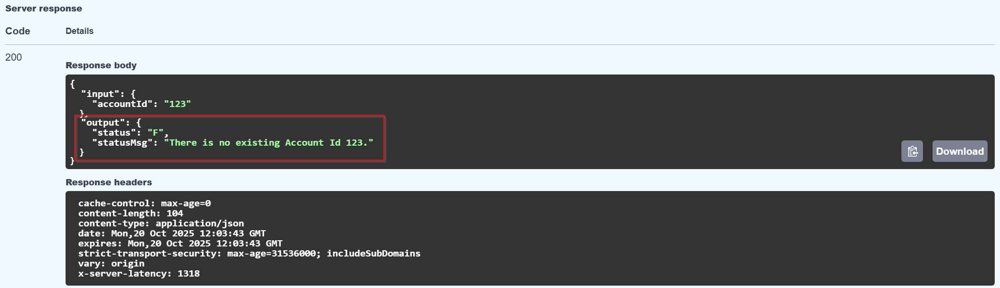 Server response
Code Details
200
Response body
{
"input": {
"accountId": "123"
},
"output": {
"status": "F",
"statusMsg": "There is no existing Account Id 123."
}
}
Download
Response headers
cache-control: max-age=0
content-length: 104
content-type: application/json
date: Mon,20 Oct 2025 12:03:43 GMT
expires: Mon,20 Oct 2025 12:03:43 GMT
strict-transport-security: max-age=31536000; includeSubDomains
vary: origin
x-server-latency: 1318